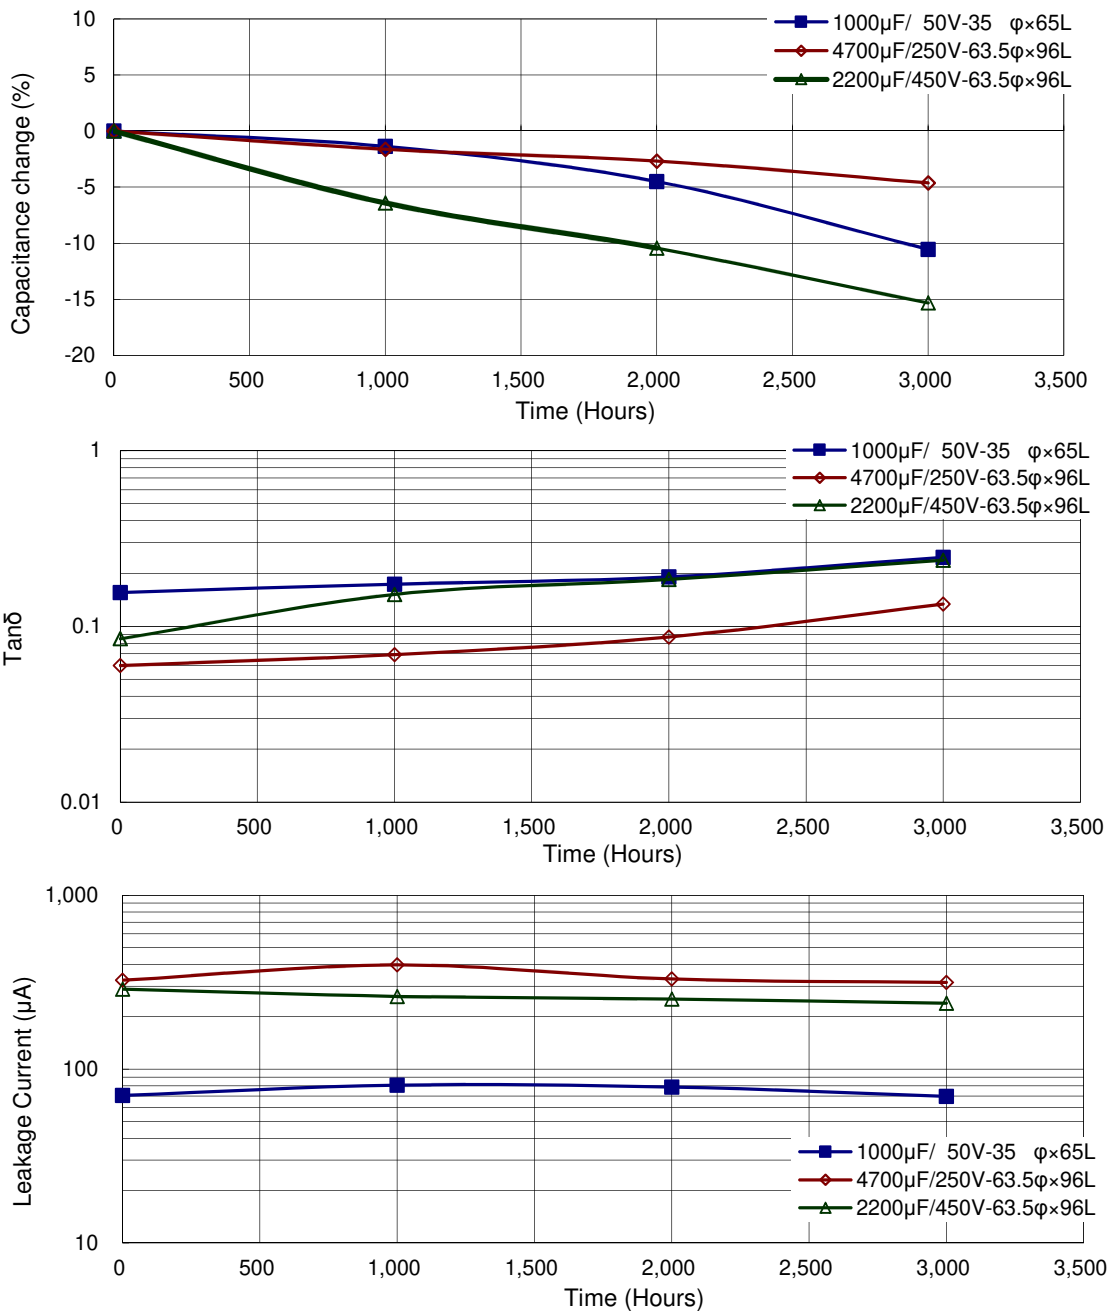 10
5
0
-5
-10
-15
-20
Capacitance change (%)
1000μF/ 50V-35 φ×65L
4700μF/250V-63.5φ×96L
2200μF/450V-63.5φ×96L
0 500 1,000 1,500 2,000 2,500 3,000 3,500
Time (Hours)
1
0.1
0.01
Tanδ
1000μF/ 50V-35 φ×65L
4700μF/250V-63.5φ×96L
2200μF/450V-63.5φ×96L
0 500 1,000 1,500 2,000 2,500 3,000 3,500
Time (Hours)
1,000
100
10
Leakage Current (μA)
1000μF/ 50V-35 φ×65L
4700μF/250V-63.5φ×96L
2200μF/450V-63.5φ×96L
0 500 1,000 1,500 2,000 2,500 3,000 3,500
Time (Hours)